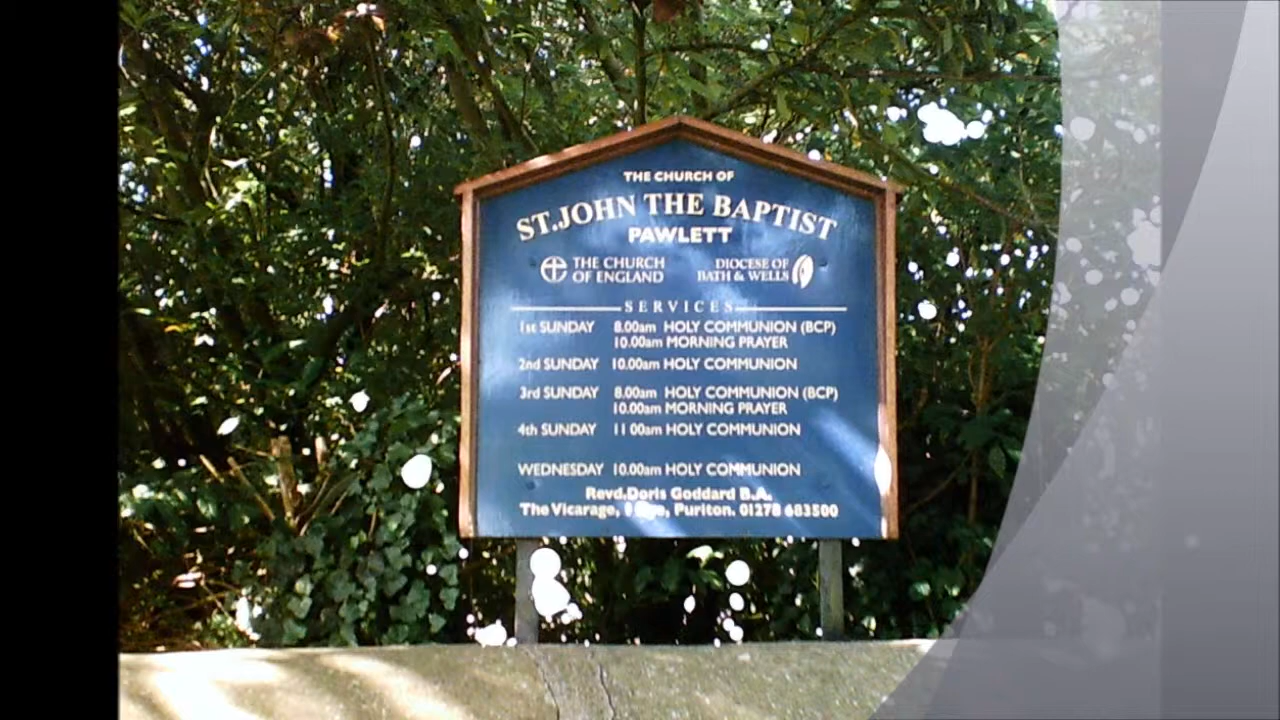 THE CHURCH OF
ST.JOHN THE BAPTIST
PAWLETT
THE CHURCH OF ENGLAND
DIOCESE OF BATH & WELLS
SERVICES
1st SUNDAY 8.00am HOLY COMMUNION (BCP)
10.00am MORNING PRAYER
2nd SUNDAY 10.00am HOLY COMMUNION
3rd SUNDAY 8.00am HOLY COMMUNION (BCP)
10.00am MORNING PRAYER
4th SUNDAY 11 00am HOLY COMMUNION
WEDNESDAY 10.00am HOLY COMMUNION
Revd.Doris Goddard B.A.
The Vicarage, Puriton. 01278 683500